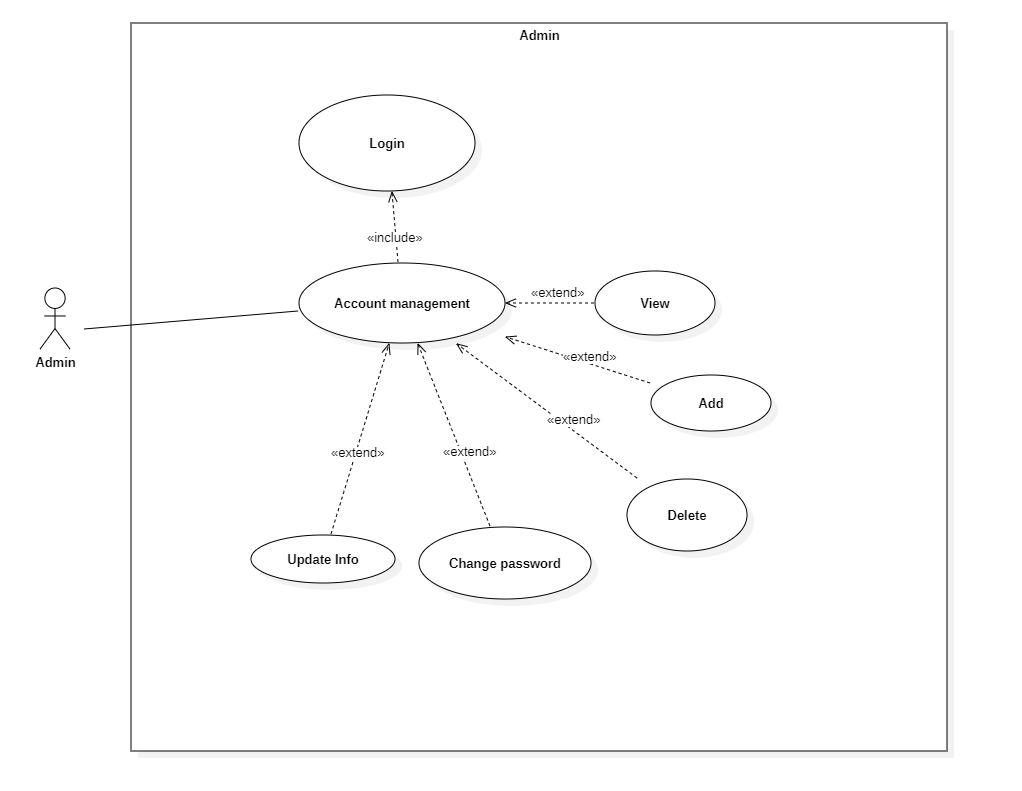 Admin
Login
«include»
Account management
«extend»
View
Admin
«extend»
Add
«extend»
Delete
«extend»
«extend»
Update Info
Change password